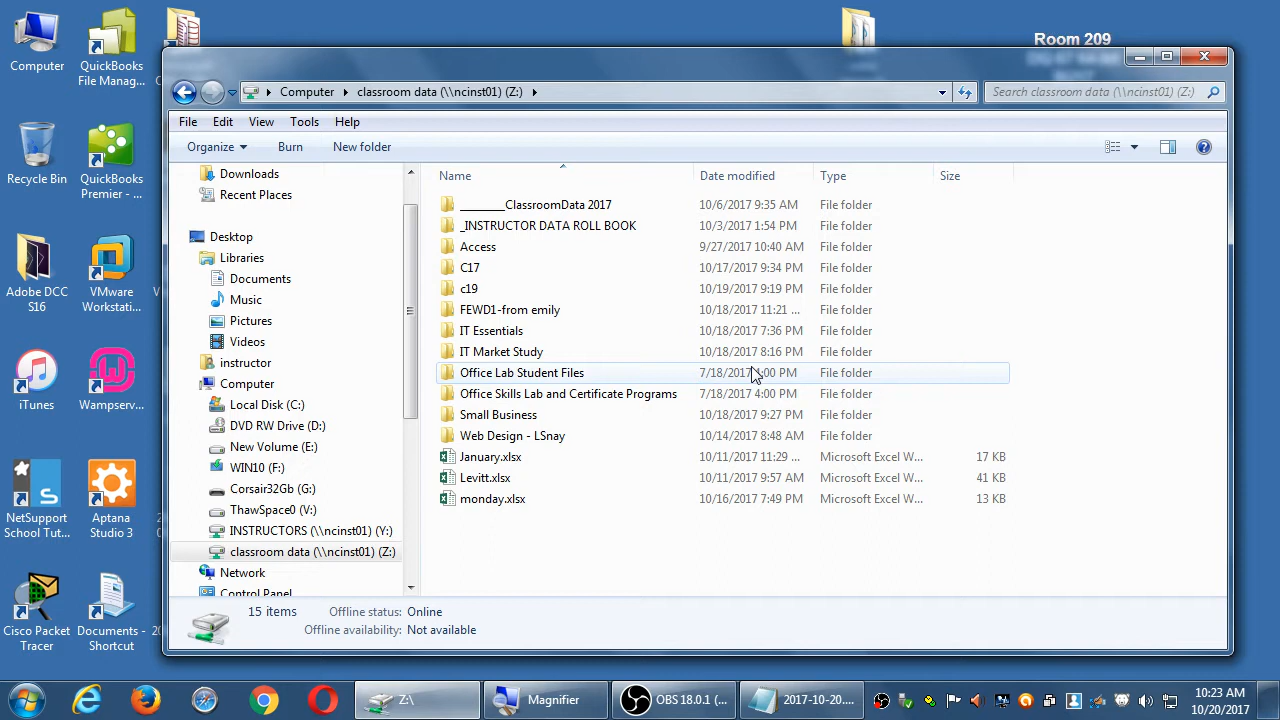 Computer
QuickBooks
File Manag...
Room 209
Computer
classroom data (\\ncinst01) (Z:)
Search classroom data (\\ncinst01) (Z:)
File
Edit
View
Tools
Help
Organize
Burn
New folder
Recycle Bin
QuickBooks
Premier - ...
Adobe DCC
S16
VMware
Workstati...
iTunes
Wampserv...
NetSupport
School Tut...
Aptana
Studio 3
Cisco Packet
Tracer
Documents -
Shortcut
Downloads
Recent Places
Desktop
Libraries
Documents
Music
Pictures
Videos
instructor
Computer
Local Disk (C:)
DVD RW Drive (D:)
New Volume (E:)
WIN10 (F:)
Corsair32Gb (G:)
ThawSpace0 (V:)
INSTRUCTORS (\\ncinst01) (Y:)
classroom data (\\ncinst01) (Z:)
Network
Control Panel
Name Date modified Type Size
________ClassroomData 2017 10/6/2017 9:35 AM File folder
_INSTRUCTOR DATA ROLL BOOK 10/3/2017 1:54 PM File folder
Access 9/27/2017 10:40 AM File folder
C17 10/17/2017 9:34 PM File folder
c19 10/19/2017 9:19 PM File folder
FEWD1-from emily 10/18/2017 11:21 ... File folder
IT Essentials 10/18/2017 7:36 PM File folder
IT Market Study 10/18/2017 8:16 PM File folder
Office Lab Student Files 7/18/2017 :00 PM File folder
Office Skills Lab and Certificate Programs 7/18/2017 4:00 PM File folder
Small Business 10/18/2017 9:27 PM File folder
Web Design - LSnay 10/14/2017 8:48 AM File folder
January.xlsx 10/11/2017 11:29 ... Microsoft Excel W... 17 KB
Levitt.xlsx 10/11/2017 9:57 AM Microsoft Excel W... 41 KB
monday.xlsx 10/16/2017 7:49 PM Microsoft Excel W... 13 KB
15 items
Offline status: Online
Offline availability: Not available
Z:\
Magnifier
OBS 18.0.1 (...
2017-10-20....
10:23 AM
10/20/2017